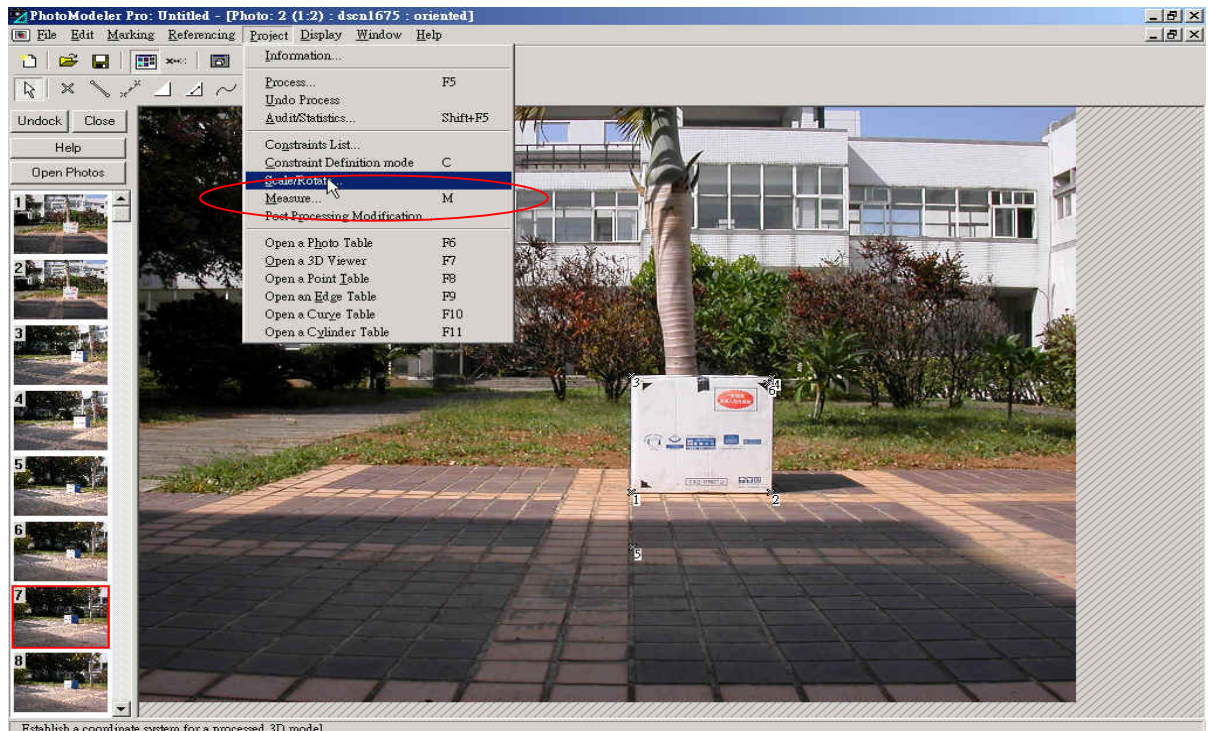 PhotoModeler Pro: Untitled - [Photo: 2 (1:2) : dscn1675 : oriented]
File Edit Marking Referencing Project Display Window Help
Information...
Process... F5
Undo Process
Audit/Statistics... Shift+F5
Constraints List...
Constraint Definition mode C
Scale/Rotate...
Measure... M
Post Processing Modification
Open a Photo Table F6
Open a 3D Viewer F7
Open a Point Table F8
Open an Edge Table F9
Open a Curve Table F10
Open a Cylinder Table F11
Undock Close
Help
Open Photos
1
2
3
4
5
6
7
8
3
4
6
1
2
5
Establish a coordinate system for a processed 3D model